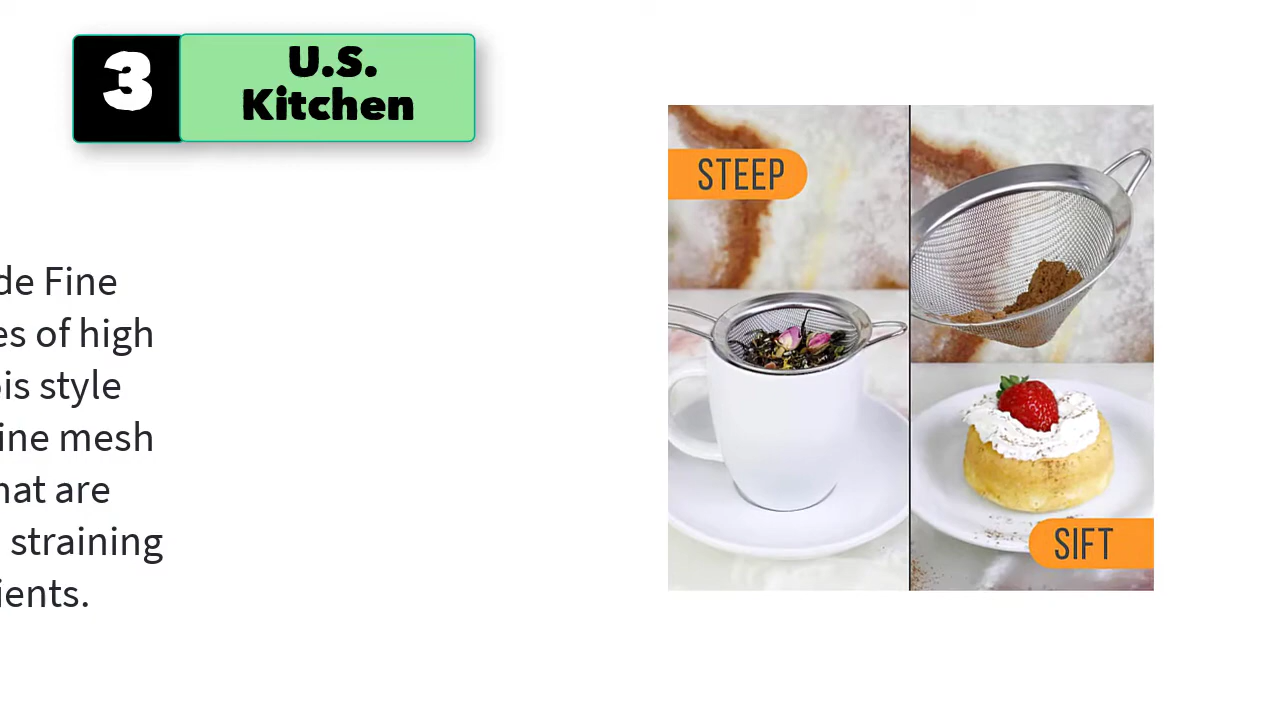 3
U.S.
Kitchen
de Fine
es of high
is style
ine mesh
hat are
straining
ients.
STEEP
SIFT